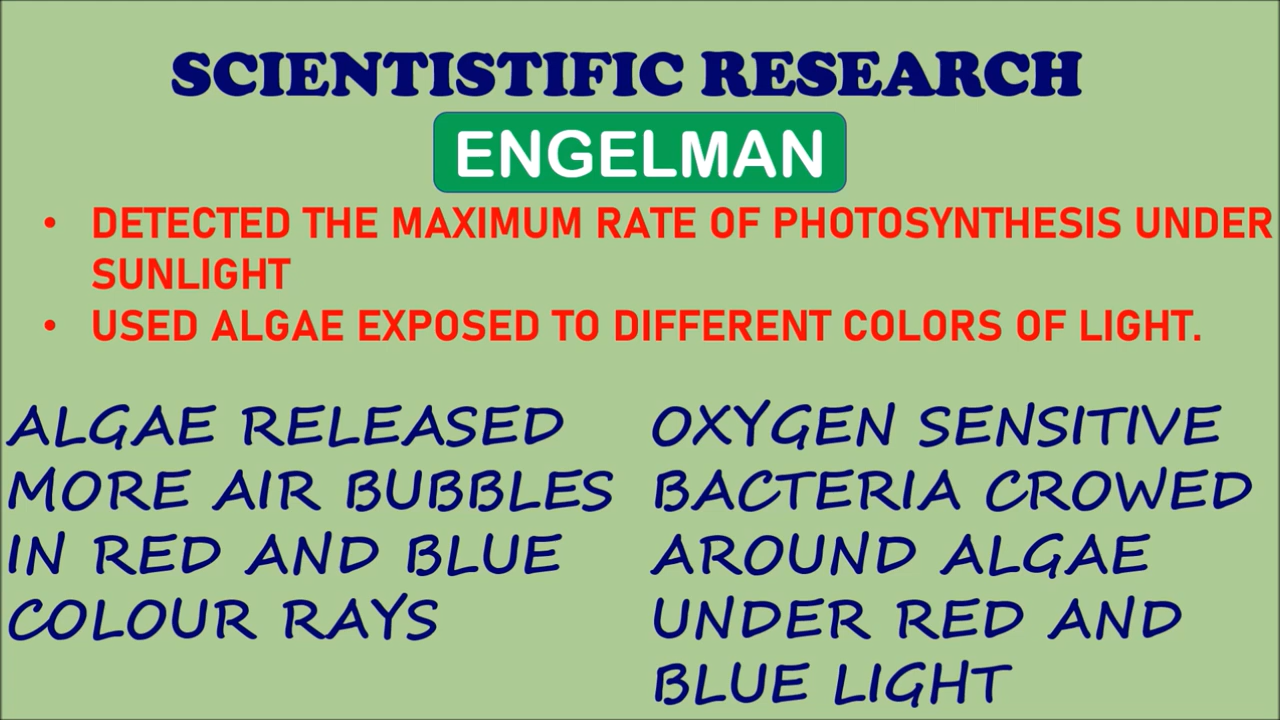 SCIENTISTIFIC RESEARCH
ENGELMAN
• DETECTED THE MAXIMUM RATE OF PHOTOSYNTHESIS UNDER
SUNLIGHT
• USED ALGAE EXPOSED TO DIFFERENT COLORS OF LIGHT.
ALGAE RELEASED
MORE AIR BUBBLES
IN RED AND BLUE
COLOUR RAYS
OXYGEN SENSITIVE
BACTERIA CROWED
AROUND ALGAE
UNDER RED AND
BLUE LIGHT